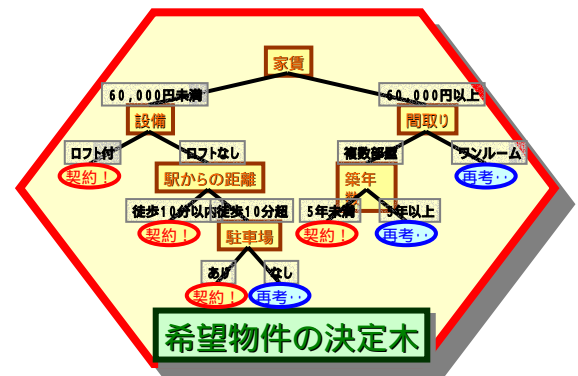 家賃
60,000円未満
60,000円以上
設備
間取り
ロフト付
ロフトなし
複数部屋
ワンルーム
契約！
駅からの距離
築年数
再考‥
徒歩10分以内
徒歩10分超
5年未満
5年以上
契約！
駐車場
契約！
再考‥
あり
なし
契約！
再考‥
希望物件の決定木